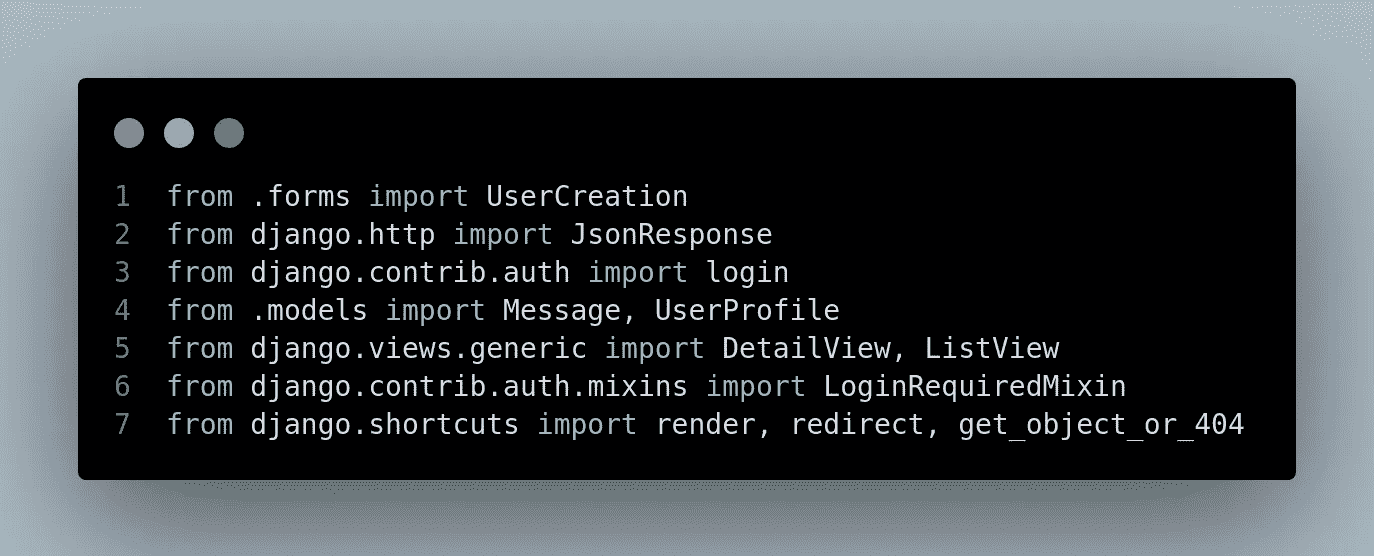 1 from .forms import UserCreation
2 from django.http import JsonResponse
3 from django.contrib.auth import login
4 from .models import Message, UserProfile
5 from django.views.generic import DetailView, ListView
6 from django.contrib.auth.mixins import LoginRequiredMixin
7 from django.shortcuts import render, redirect, get_object_or_404